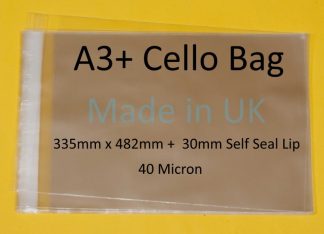 A3+ Cello Bag
Made in UK
335mm x 482mm + 30mm Self Seal Lip
40 Micron